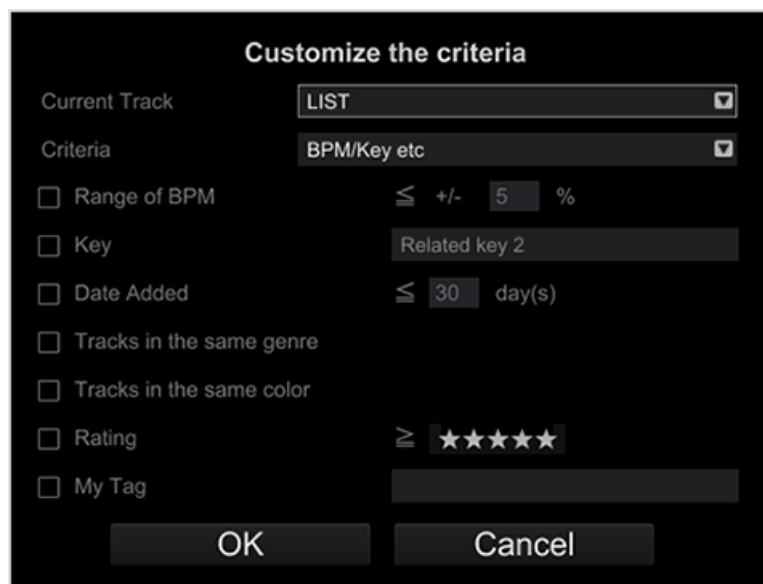 Customize the criteria
Current Track LIST
Criteria BPM/Key etc
Range of BPM ≦ +/- 5 %
Key Related key 2
Date Added ≦ 30 day(s)
Tracks in the same genre
Tracks in the same color
Rating ≧ ★★★★★
My Tag
OK Cancel